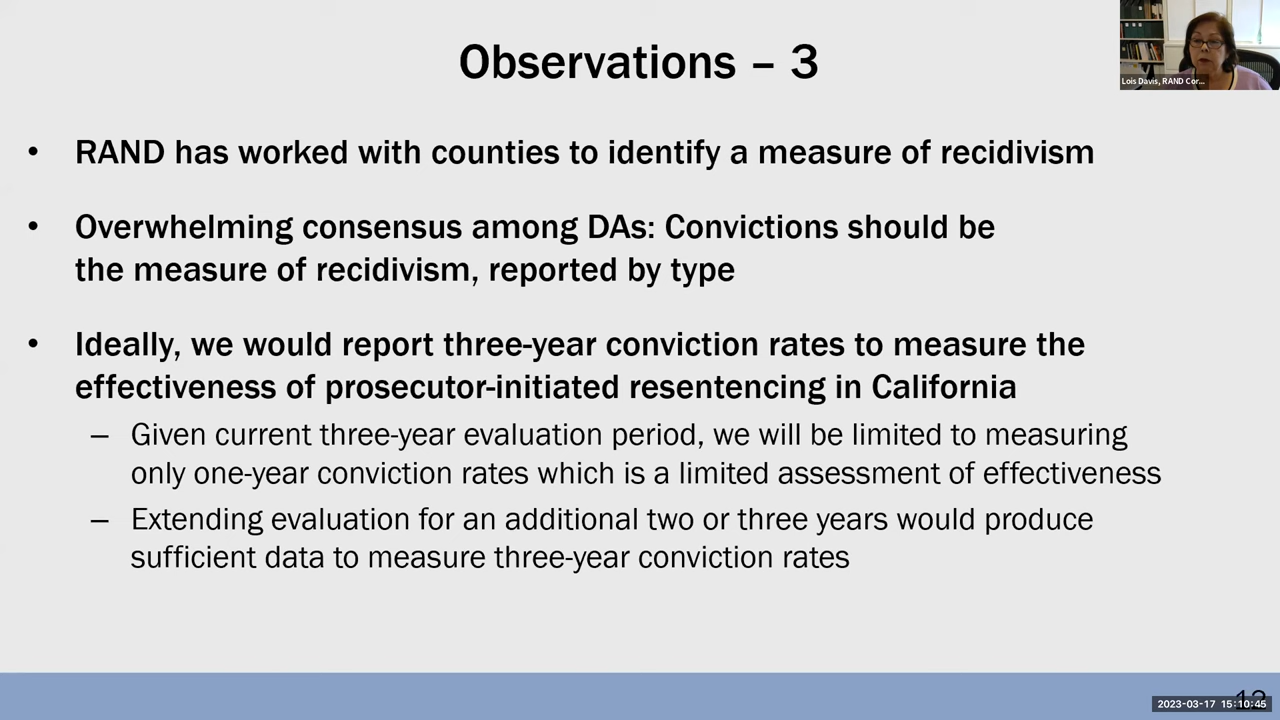 Observations – 3
Lois Davis, RAND Cor...
• RAND has worked with counties to identify a measure of recidivism
• Overwhelming consensus among DAs: Convictions should be
the measure of recidivism, reported by type
• Ideally, we would report three-year conviction rates to measure the
effectiveness of prosecutor-initiated resentencing in California
– Given current three-year evaluation period, we will be limited to measuring
only one-year conviction rates which is a limited assessment of effectiveness
– Extending evaluation for an additional two or three years would produce
sufficient data to measure three-year conviction rates
12
2023-03-17 15:10:45